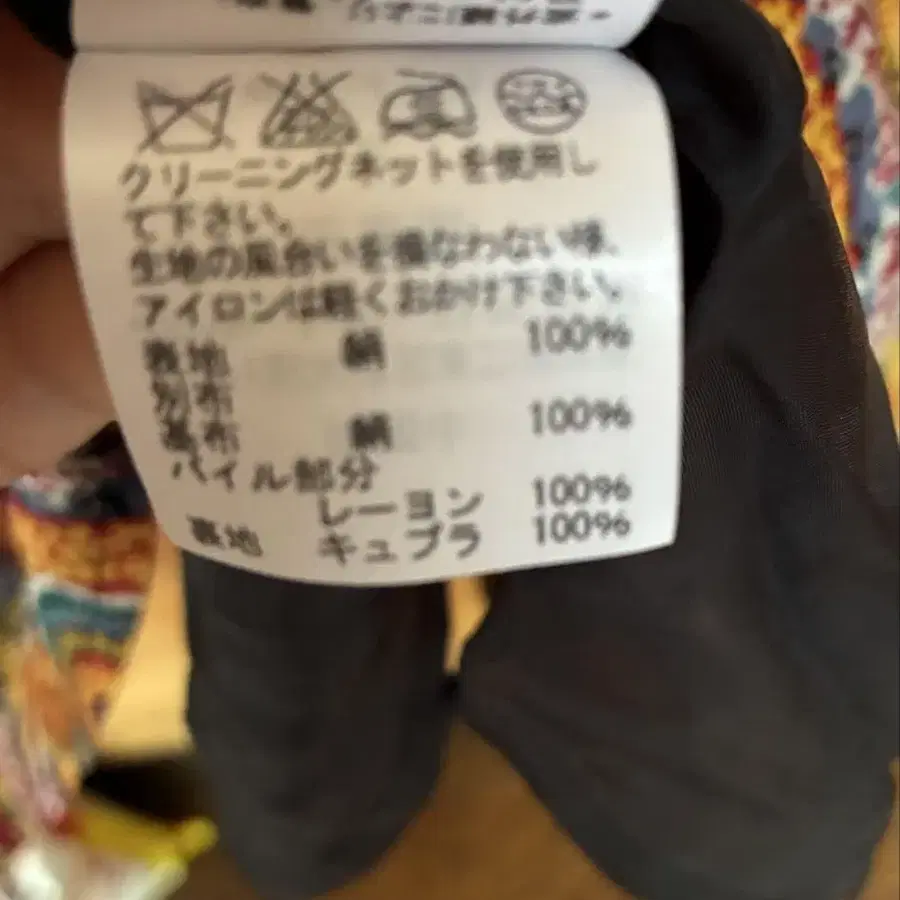 クリーニングネットを使用し
て下さい。
生地の風合いを損なわない様、
アイロンは軽くおかけ下さい。
表地 絹 100%
別布
基布 絹 100%
パイル部分
レーヨン 100%
裏地 キュプラ 100%